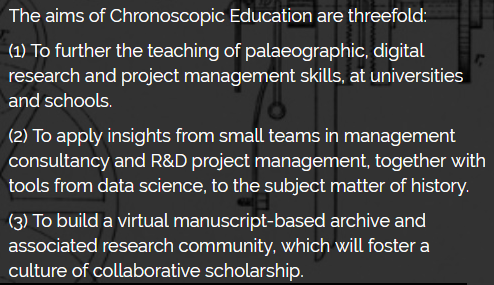 The aims of Chronoscopic Education are threefold:
(1) To further the teaching of palaeographic, digital
research and project management skills, at universities
and schools.
(2) To apply insights from small teams in management
consultancy and R&D project management, together with
tools from data science, to the subject matter of history.
(3) To build a virtual manuscript-based archive and
associated research community, which will foster a
culture of collaborative scholarship.